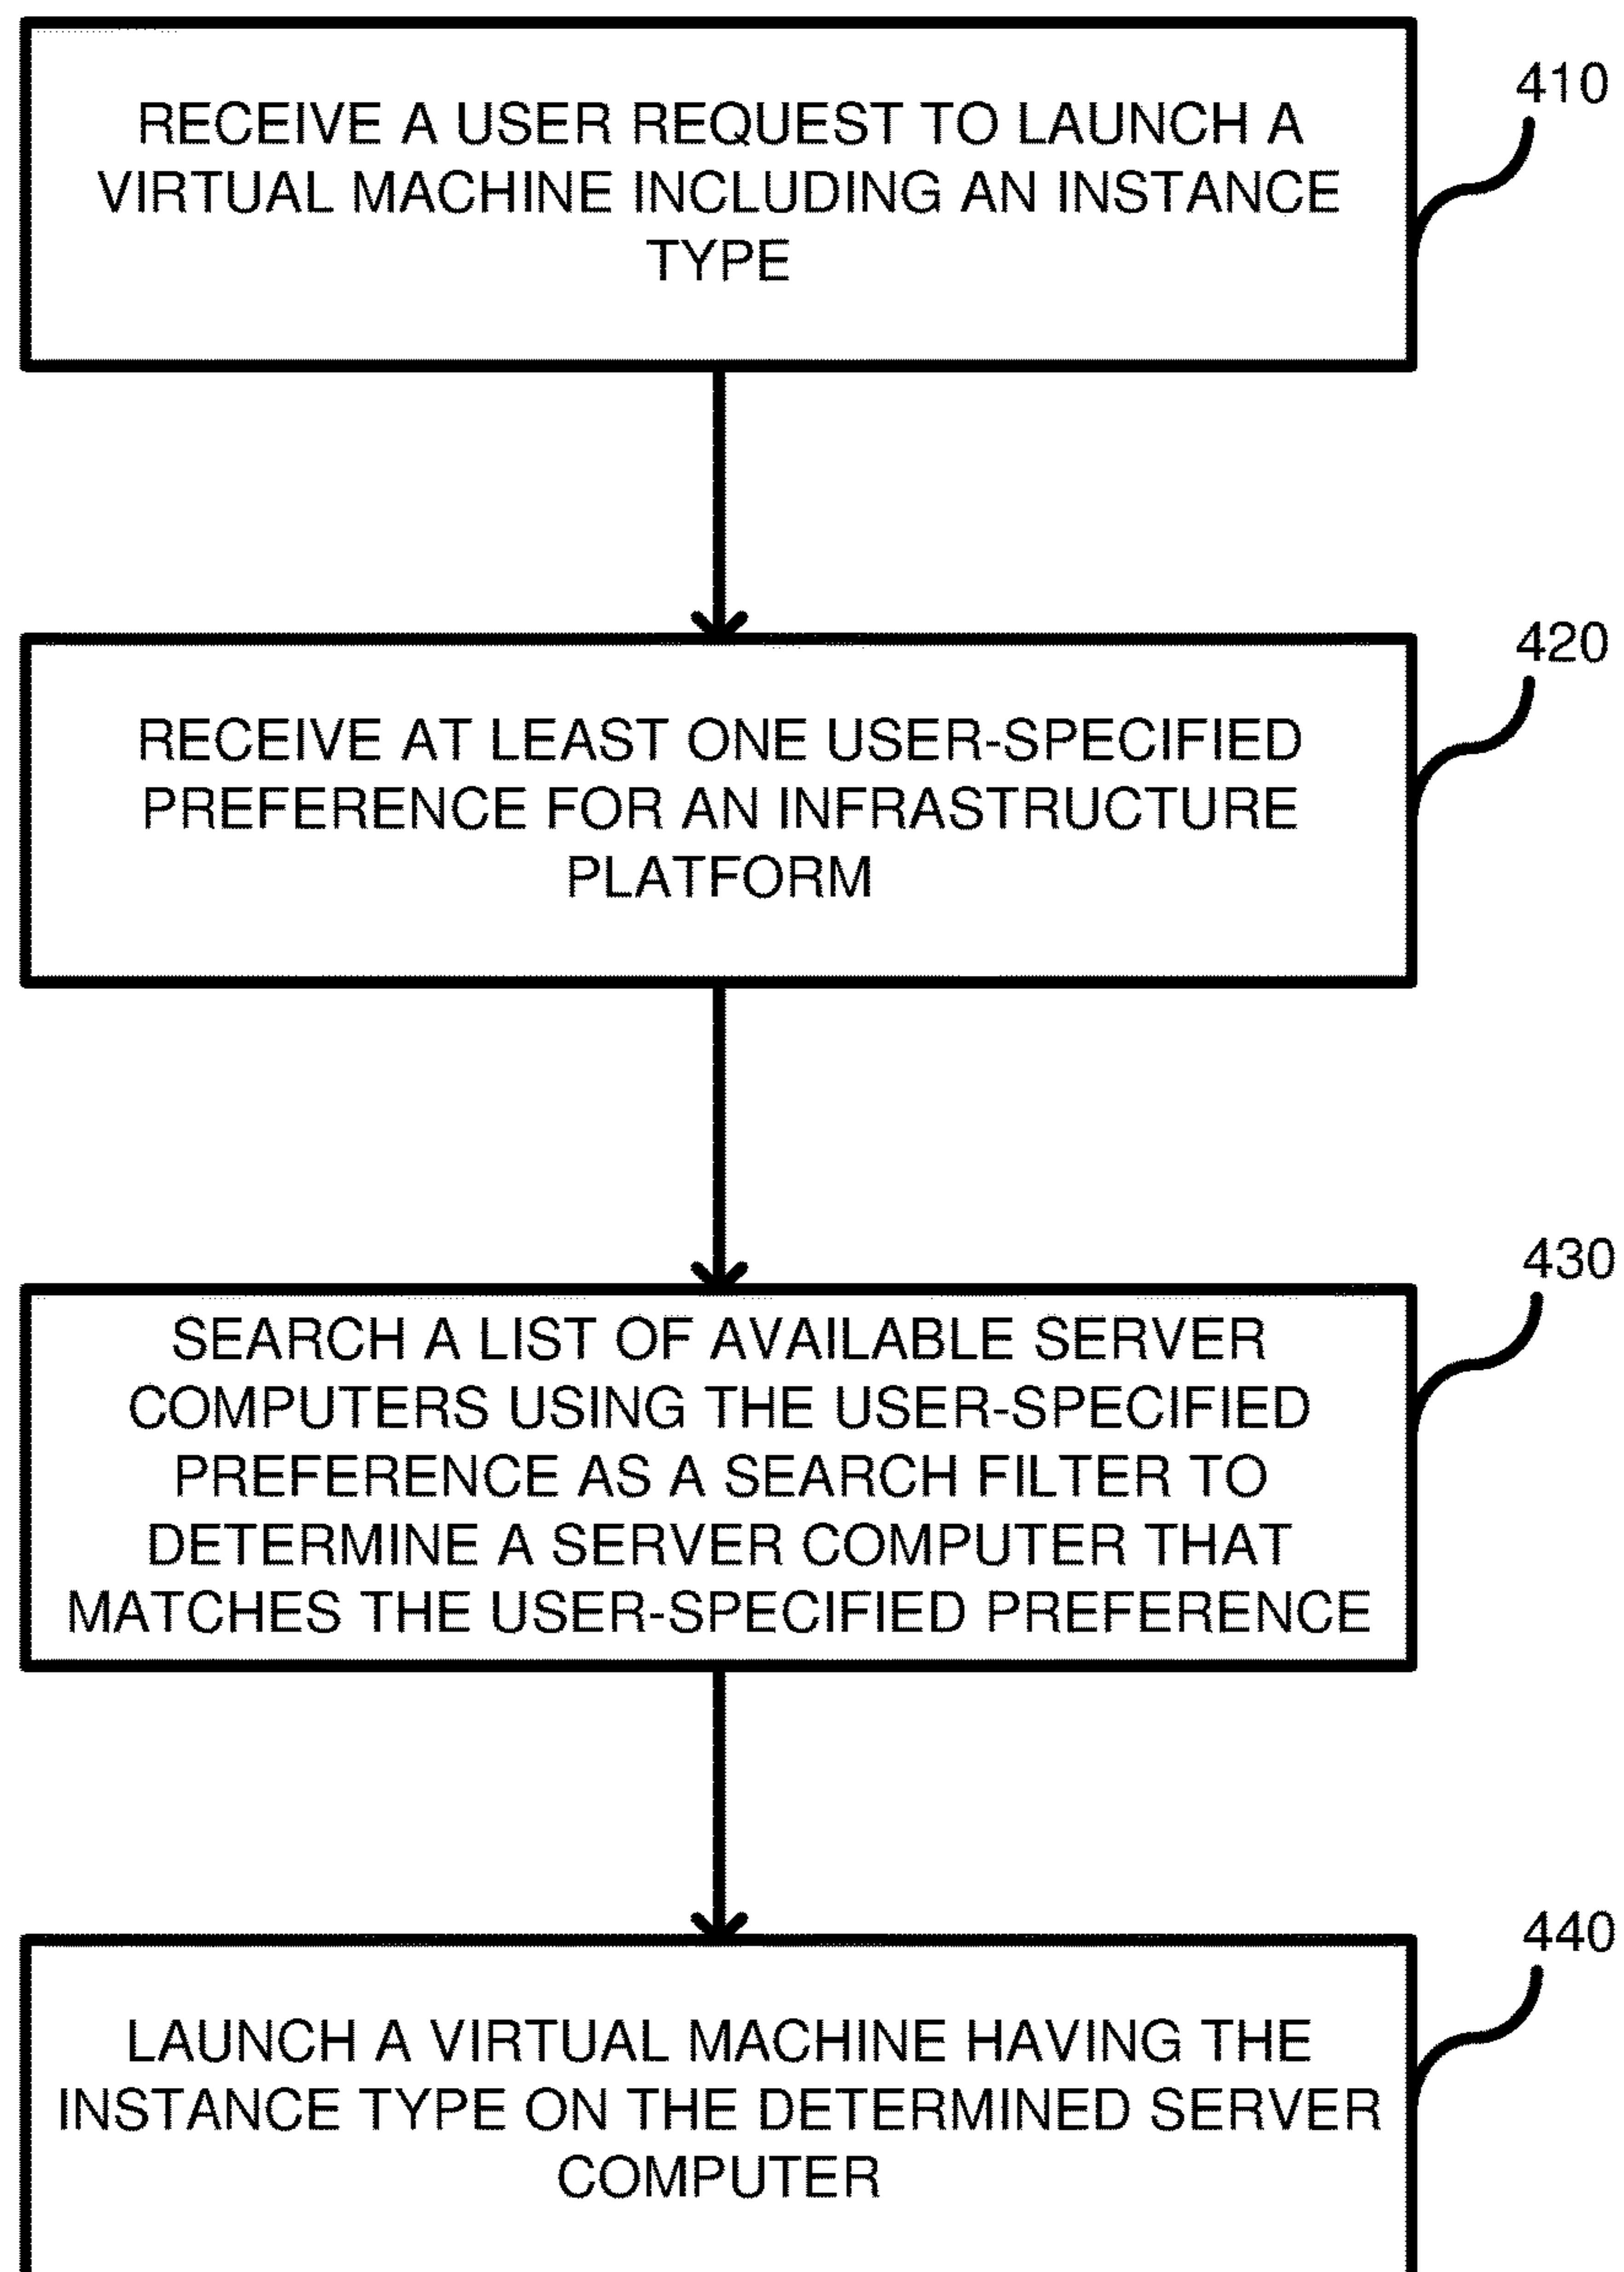 410
RECEIVE A USER REQUEST TO LAUNCH A
VIRTUAL MACHINE INCLUDING AN INSTANCE
TYPE
420
RECEIVE AT LEAST ONE USER-SPECIFIED
PREFERENCE FOR AN INFRASTRUCTURE
PLATFORM
430
SEARCH A LIST OF AVAILABLE SERVER
COMPUTERS USING THE USER-SPECIFIED
PREFERENCE AS A SEARCH FILTER TO
DETERMINE A SERVER COMPUTER THAT
MATCHES THE USER-SPECIFIED PREFERENCE
440
LAUNCH A VIRTUAL MACHINE HAVING THE
INSTANCE TYPE ON THE DETERMINED SERVER
COMPUTER